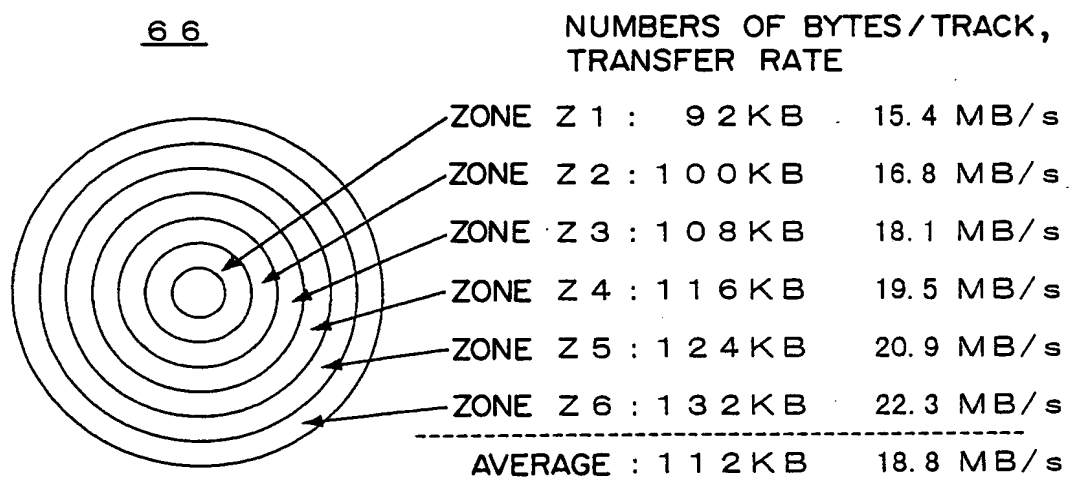 66
NUMBERS OF BYTES/TRACK,
TRANSFER RATE
ZONE Z1: 92KB 15.4 MB/s
ZONE Z2: 100KB 16.8 MB/s
ZONE Z3: 108KB 18.1 MB/s
ZONE Z4: 116KB 19.5 MB/s
ZONE Z5: 124KB 20.9 MB/s
ZONE Z6: 132KB 22.3 MB/s
AVERAGE: 112KB 18.8 MB/s